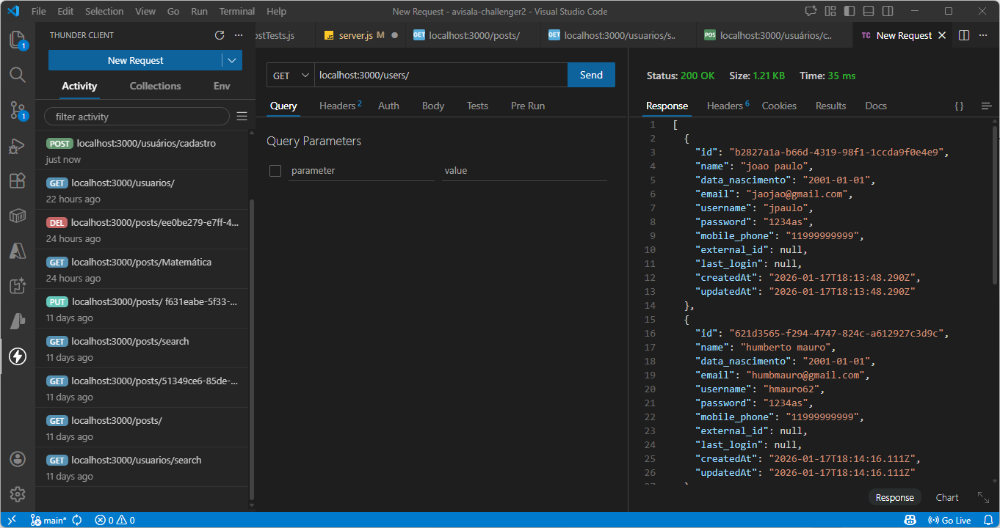 File Edit Selection View Go Run Terminal Help New Request - avisala-challenger2 - Visual Studio Code
THUNDER CLIENT
New Request
Activity Collections Env
filter activity
POST localhost:3000/usuários/cadastro
just now
GET localhost:3000/usuarios/
22 hours ago
DEL localhost:3000/posts/ee0be279-e7ff-4...
24 hours ago
GET localhost:3000/posts/Matemática
24 hours ago
PUT localhost:3000/posts/ f631eabe-5f33-...
11 days ago
GET localhost:3000/posts/search
11 days ago
GET localhost:3000/posts/51349ce6-85de-...
11 days ago
GET localhost:3000/posts/
11 days ago
GET localhost:3000/usuarios/search
11 days ago
1
1
ostTests.js JS server.js M GET localhost:3000/posts/ GET localhost:3000/usuarios/s.. POS localhost:3000/usuários/c.. TC New Request
GET localhost:3000/users/ Send
Query Headers 2 Auth Body Tests Pre Run
Query Parameters
parameter value
Status: 200 OK Size: 1.21 KB Time: 35 ms
Response Headers 6 Cookies Results Docs { }
1 [
2 {
3 "id": "b2827a1a-b66d-4319-98f1-1ccda9f0e4e9",
4 "name": "joao paulo",
5 "data_nascimento": "2001-01-01",
6 "email": "jaojao@gmail.com",
7 "username": "jpaulo",
8 "password": "1234as",
9 "mobile_phone": "11999999999",
10 "external_id": null,
11 "last_login": null,
12 "createdAt": "2026-01-17T18:13:48.290Z",
13 "updatedAt": "2026-01-17T18:13:48.290Z"
14 },
15 {
16 "id": "621d3565-f294-4747-824c-a612927c3d9c",
17 "name": "humberto mauro",
18 "data_nascimento": "2001-01-01",
19 "email": "humbmauro@gmail.com",
20 "username": "hmauro62",
21 "password": "1234as",
22 "mobile_phone": "11999999999",
23 "external_id": null,
24 "last_login": null,
25 "createdAt": "2026-01-17T18:14:16.111Z",
26 "updatedAt": "2026-01-17T18:14:16.111Z"
Response Chart
main* 0 0 Go Live